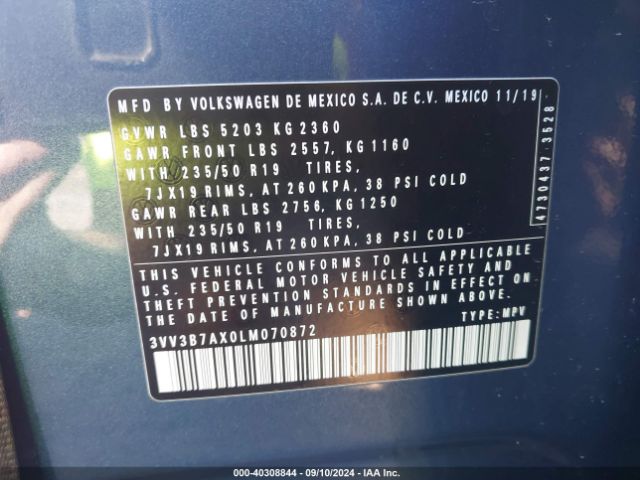 MFD BY VOLKSWAGEN DE MEXICO S.A. DE C.V. MEXICO 11/19
GVWR LBS 5203 KG 2360
GAWR FRONT LBS 2557, KG 1160
WITH 235/50 R19 TIRES,
7JX19 RIMS, AT 260 KPA, 38 PSI COLD
GAWR REAR LBS 2756, KG 1250
WITH 235/50 R19 TIRES,
7JX19 RIMS, AT 260 KPA, 38 PSI COLD
THIS VEHICLE CONFORMS TO ALL APPLICABLE
U.S. FEDERAL MOTOR VEHICLE SAFETY AND
THEFT PREVENTION STANDARDS IN EFFECT ON
THE DATE OF MANUFACTURE SHOWN ABOVE.
3VV3B7AX0LM070872
TYPE: MPV
4730437 3528
CSN™ - 40308844 - 09/10/2024 - IAA Inc.